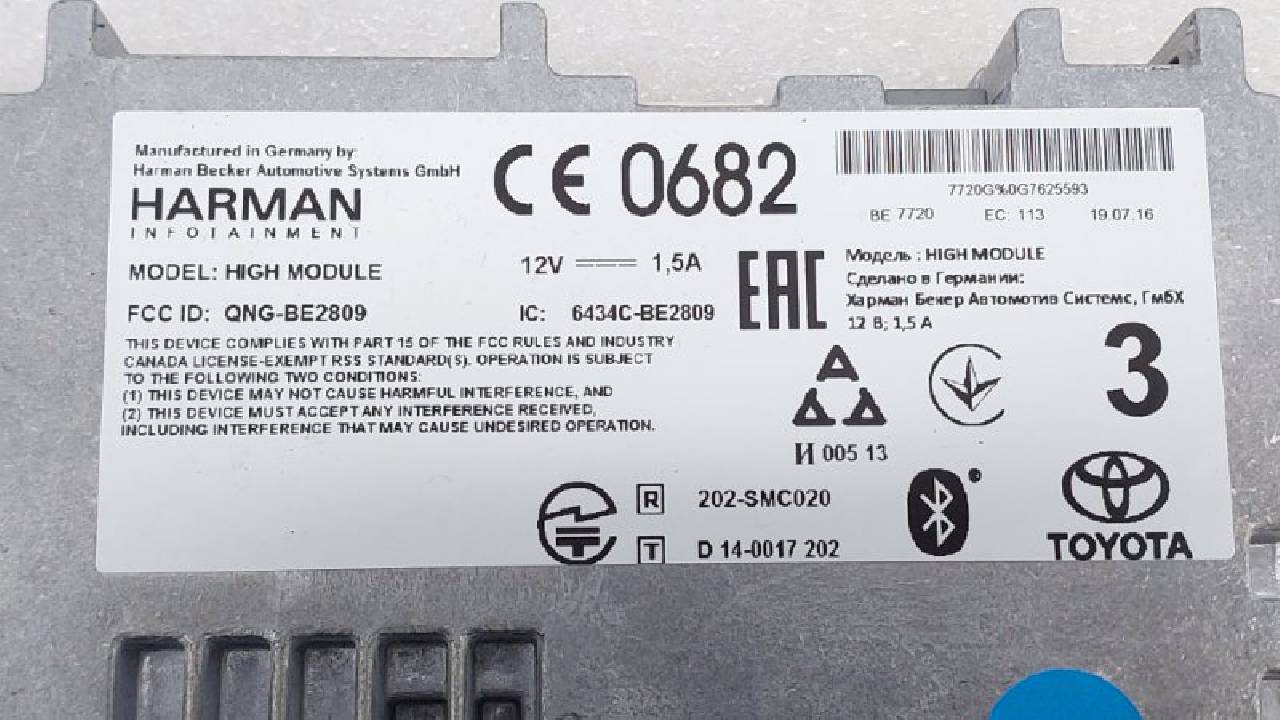 Manufactured in Germany by:
Harman Becker Automotive Systems GmbH
HARMAN
INFOTAINMENT
MODEL: HIGH MODULE
FCC ID: QNG-BE2809
CE 0682
12V 1,5A
IC: 6434C-BE2809
THIS DEVICE COMPLIES WITH PART 15 OF THE FCC RULES AND INDUSTRY
CANADA LICENSE-EXEMPT RSS STANDARD(S). OPERATION IS SUBJECT
TO THE FOLLOWING TWO CONDITIONS:
(1) THIS DEVICE MAY NOT CAUSE HARMFUL INTERFERENCE, AND
(2) THIS DEVICE MUST ACCEPT ANY INTERFERENCE RECEIVED,
INCLUDING INTERFERENCE THAT MAY CAUSE UNDESIRED OPERATION.
7720G%0G7625593
BE 7720 EC: 113 19.07.16
EAC
Модель : HIGH MODULE
Сделано в Германии:
Харман Бекер Автомотив Системс, ГмбХ
12 В; 1,5 А
3
И 005 13
R 202-SMC020
T D 14-0017 202
TOYOTA